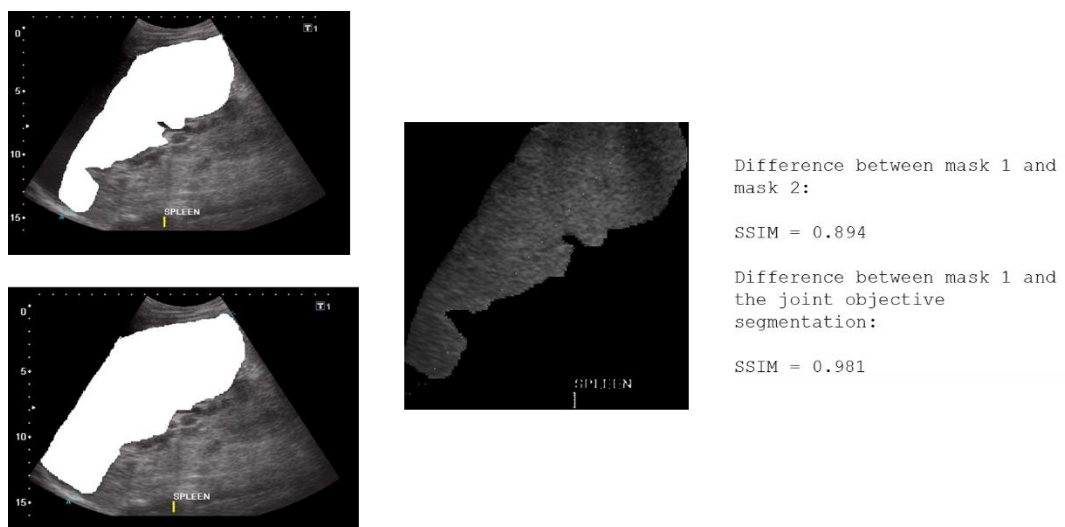 T1
0
5
10
15
SPLEEN
T1
0
5
10
15
SPLEEN
SPLEEN
Difference between mask 1 and
mask 2:
SSIM = 0.894
Difference between mask 1 and
the joint objective
segmentation:
SSIM = 0.981